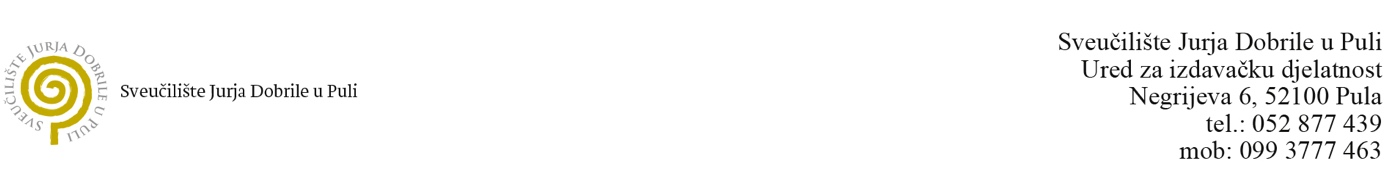 SVEUČILIŠTE JURJA DOBRILE U PULI
Sveučilište Jurja Dobrile u Puli
Sveučilište Jurja Dobrile u Puli
Ured za izdavačku djelatnost
Negrijeva 6, 52100 Pula
tel.: 052 877 439
mob: 099 3777 463